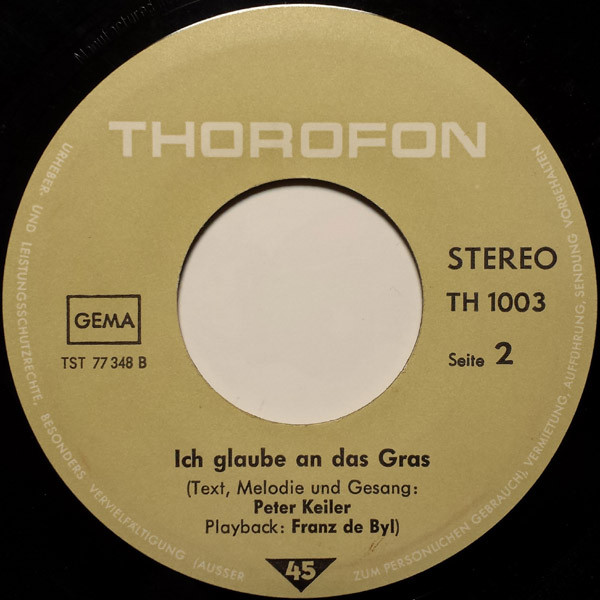 Manufactured
THOROFON
STEREO
TH 1003
Seite 2
GEMA
TST 77 348 B
Ich glaube an das Gras
(Text, Melodie und Gesang:
Peter Keiler
Playback: Franz de Byl)
45
URHEBER- UND LEISTUNGSSCHUTZRECHTE, BESONDERS VERVIELFÄLTIGUNG (AUSSER ZUM PERSÖNLICHEN GEBRAUCH), VERMIETUNG, AUFFÜHRUNG, SENDUNG VORBEHALTEN